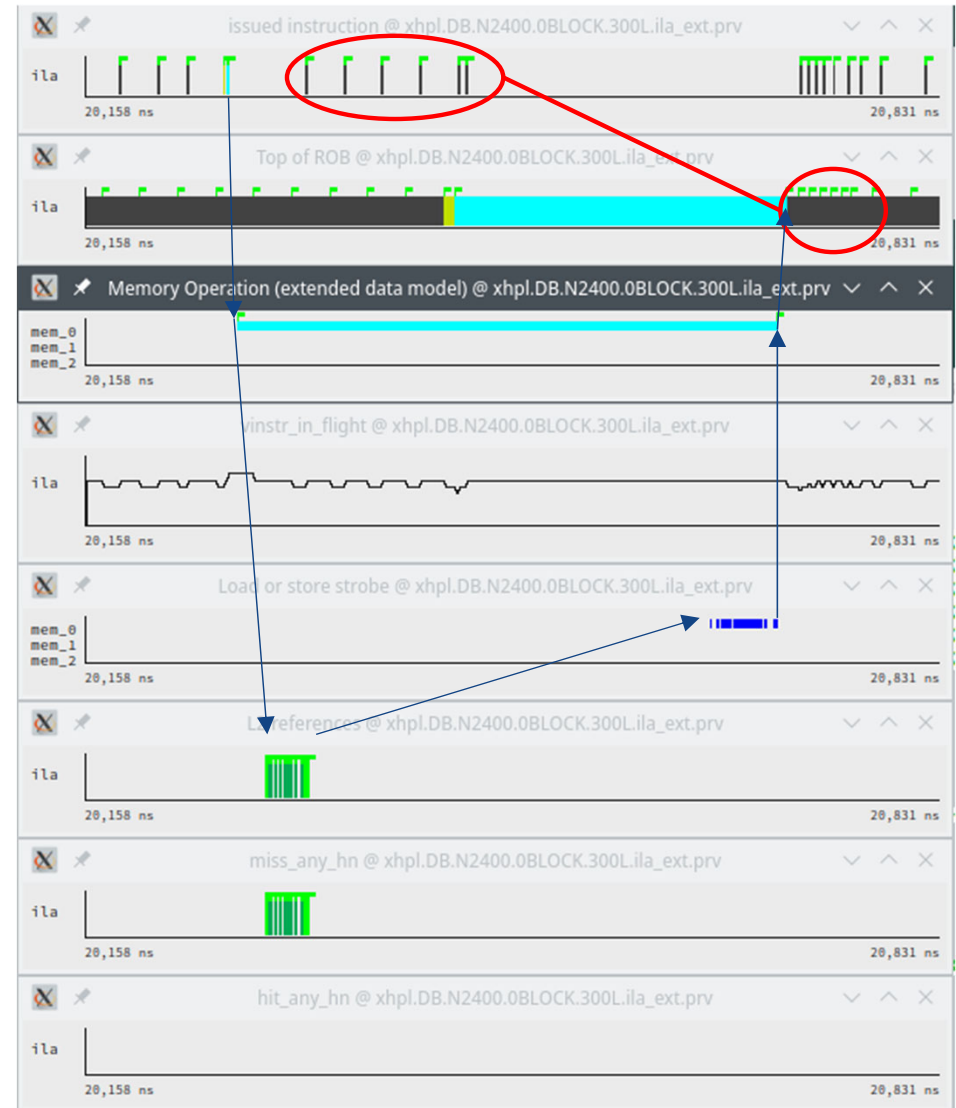 issued instruction @ xhpl.DB.N2400.0BLOCK.300L.ila_ext.prv
ila
20,158 ns 20,831 ns
Top of ROB @ xhpl.DB.N2400.0BLOCK.300L.ila_ext.prv
ila
20,158 ns 20,831 ns
Memory Operation (extended data model) @ xhpl.DB.N2400.0BLOCK.300L.ila_ext.prv
mem_0
mem_1
mem_2
20,158 ns 20,831 ns
vinstr_in_flight @ xhpl.DB.N2400.0BLOCK.300L.ila_ext.prv
ila
20,158 ns 20,831 ns
Load or store strobe @ xhpl.DB.N2400.0BLOCK.300L.ila_ext.prv
mem_0
mem_1
mem_2
20,158 ns 20,831 ns
L2 references @ xhpl.DB.N2400.0BLOCK.300L.ila_ext.prv
ila
20,158 ns 20,831 ns
miss_any_hn @ xhpl.DB.N2400.0BLOCK.300L.ila_ext.prv
ila
20,158 ns 20,831 ns
hit_any_hn @ xhpl.DB.N2400.0BLOCK.300L.ila_ext.prv
ila
20,158 ns 20,831 ns